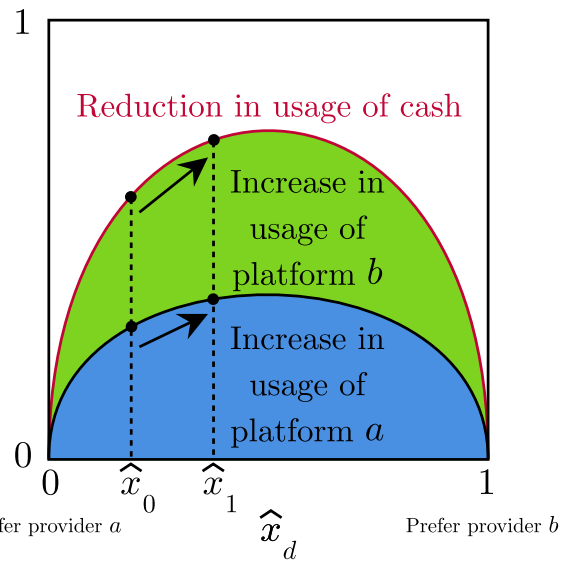 1
Reduction in usage of cash
Increase in
usage of
platform b
Increase in
usage of
platform a
0
0 x̂₀ x̂₁ 1
fer provider a x̂_d Prefer provider b